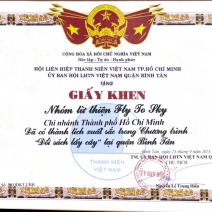 CỘNG HÒA XÃ HỘI CHỦ NGHĨA VIỆT NAM
Độc lập - Tự do - Hạnh phúc
HỘI LIÊN HIỆP THANH NIÊN VIỆT NAM TP.HỒ CHÍ MINH
ỦY BAN HỘI LHTN VIỆT NAM QUẬN BÌNH TÂN
tặng
GIẤY KHEN
Nhóm từ thiện Fly To Sky
Chi nhánh Thành phố Hồ Chí Minh
Đã có thành tích xuất sắc trong Chương trình
"Đổi sách lấy cây" tại quận Bình Tân
TM. ỦY BAN HỘI LHTN VIỆT NAM
CHỦ TỊCH
THANH NIÊN
VIỆT NAM
Nguyễn Lê Trung Hiếu